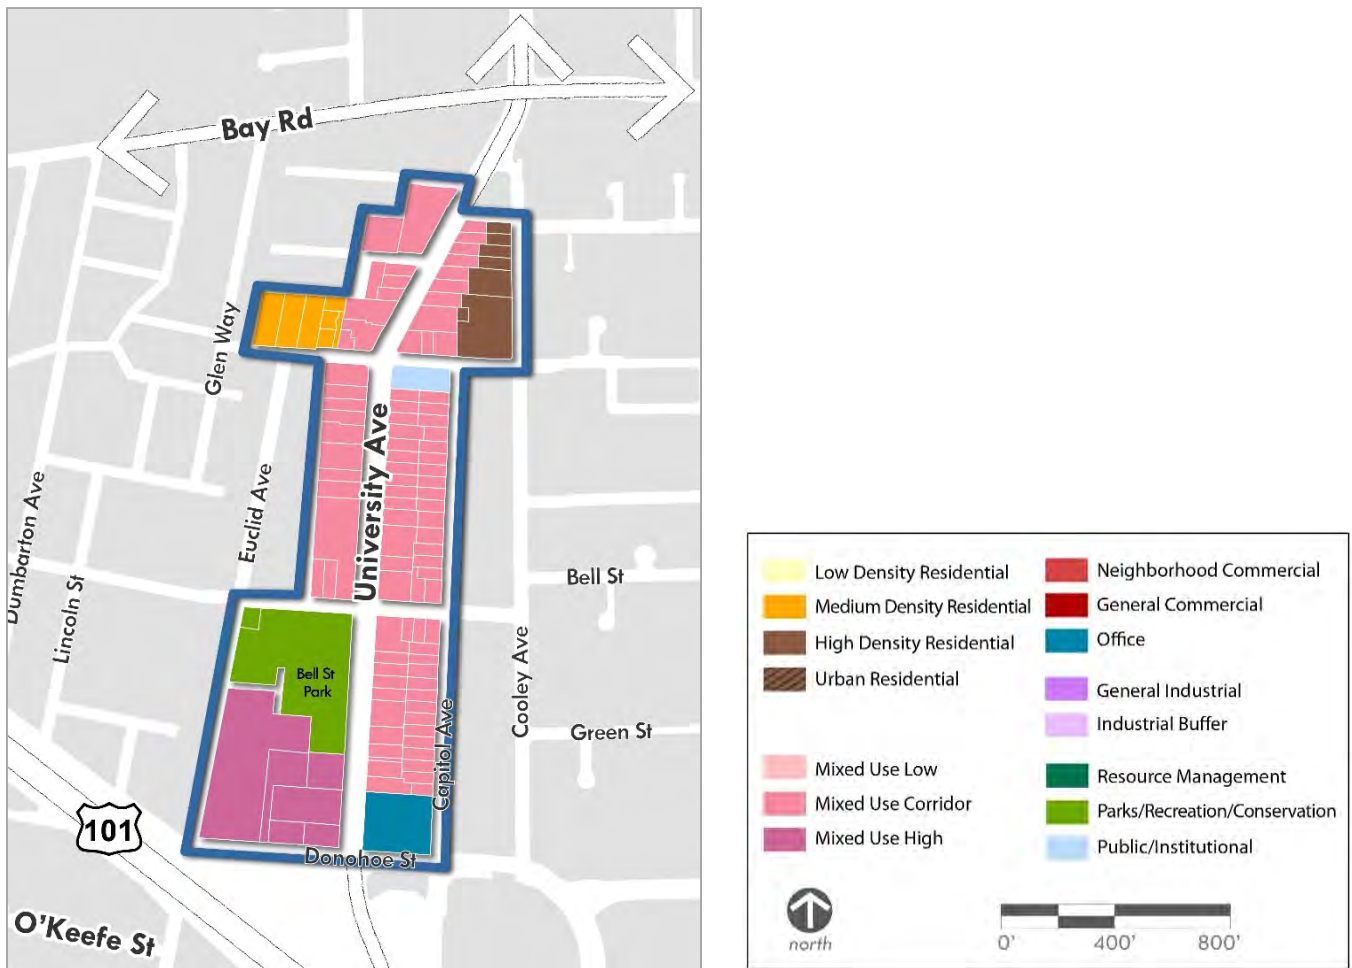 Bay Rd
Glen Way
University Ave
Dumbarton Ave
Euclid Ave
Lincoln St
Bell St
Cooley Ave
Bell St
Park
Green St
Capitol Ave
101
Donohoe St
O'Keefe St
Low Density Residential
Medium Density Residential
High Density Residential
Urban Residential
Mixed Use Low
Mixed Use Corridor
Mixed Use High
Neighborhood Commercial
General Commercial
Office
General Industrial
Industrial Buffer
Resource Management
Parks/Recreation/Conservation
Public/Institutional
north
0' 400' 800'